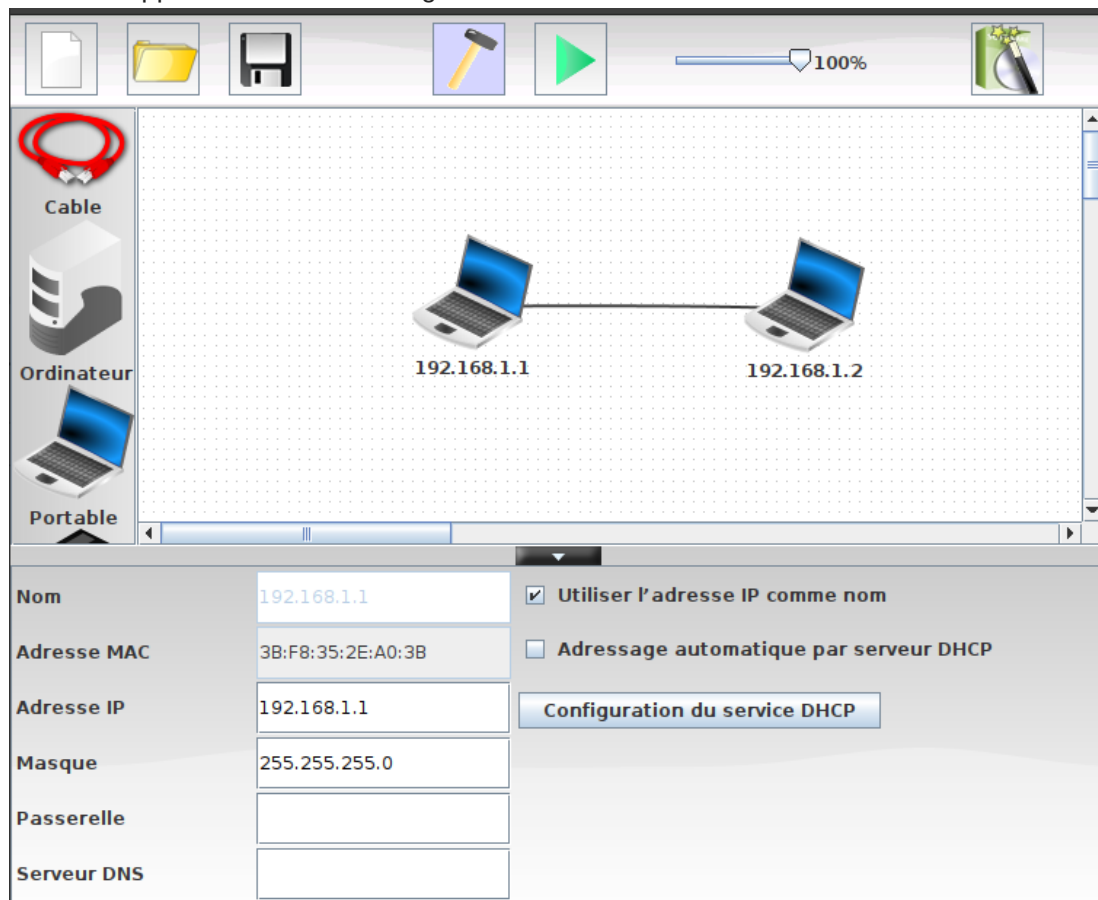 100%
Cable
Ordinateur
Portable
192.168.1.1
192.168.1.2
Nom
192.168.1.1
Utiliser l'adresse IP comme nom
Adresse MAC
3B:F8:35:2E:A0:3B
Adressage automatique par serveur DHCP
Adresse IP
192.168.1.1
Configuration du service DHCP
Masque
255.255.255.0
Passerelle
Serveur DNS